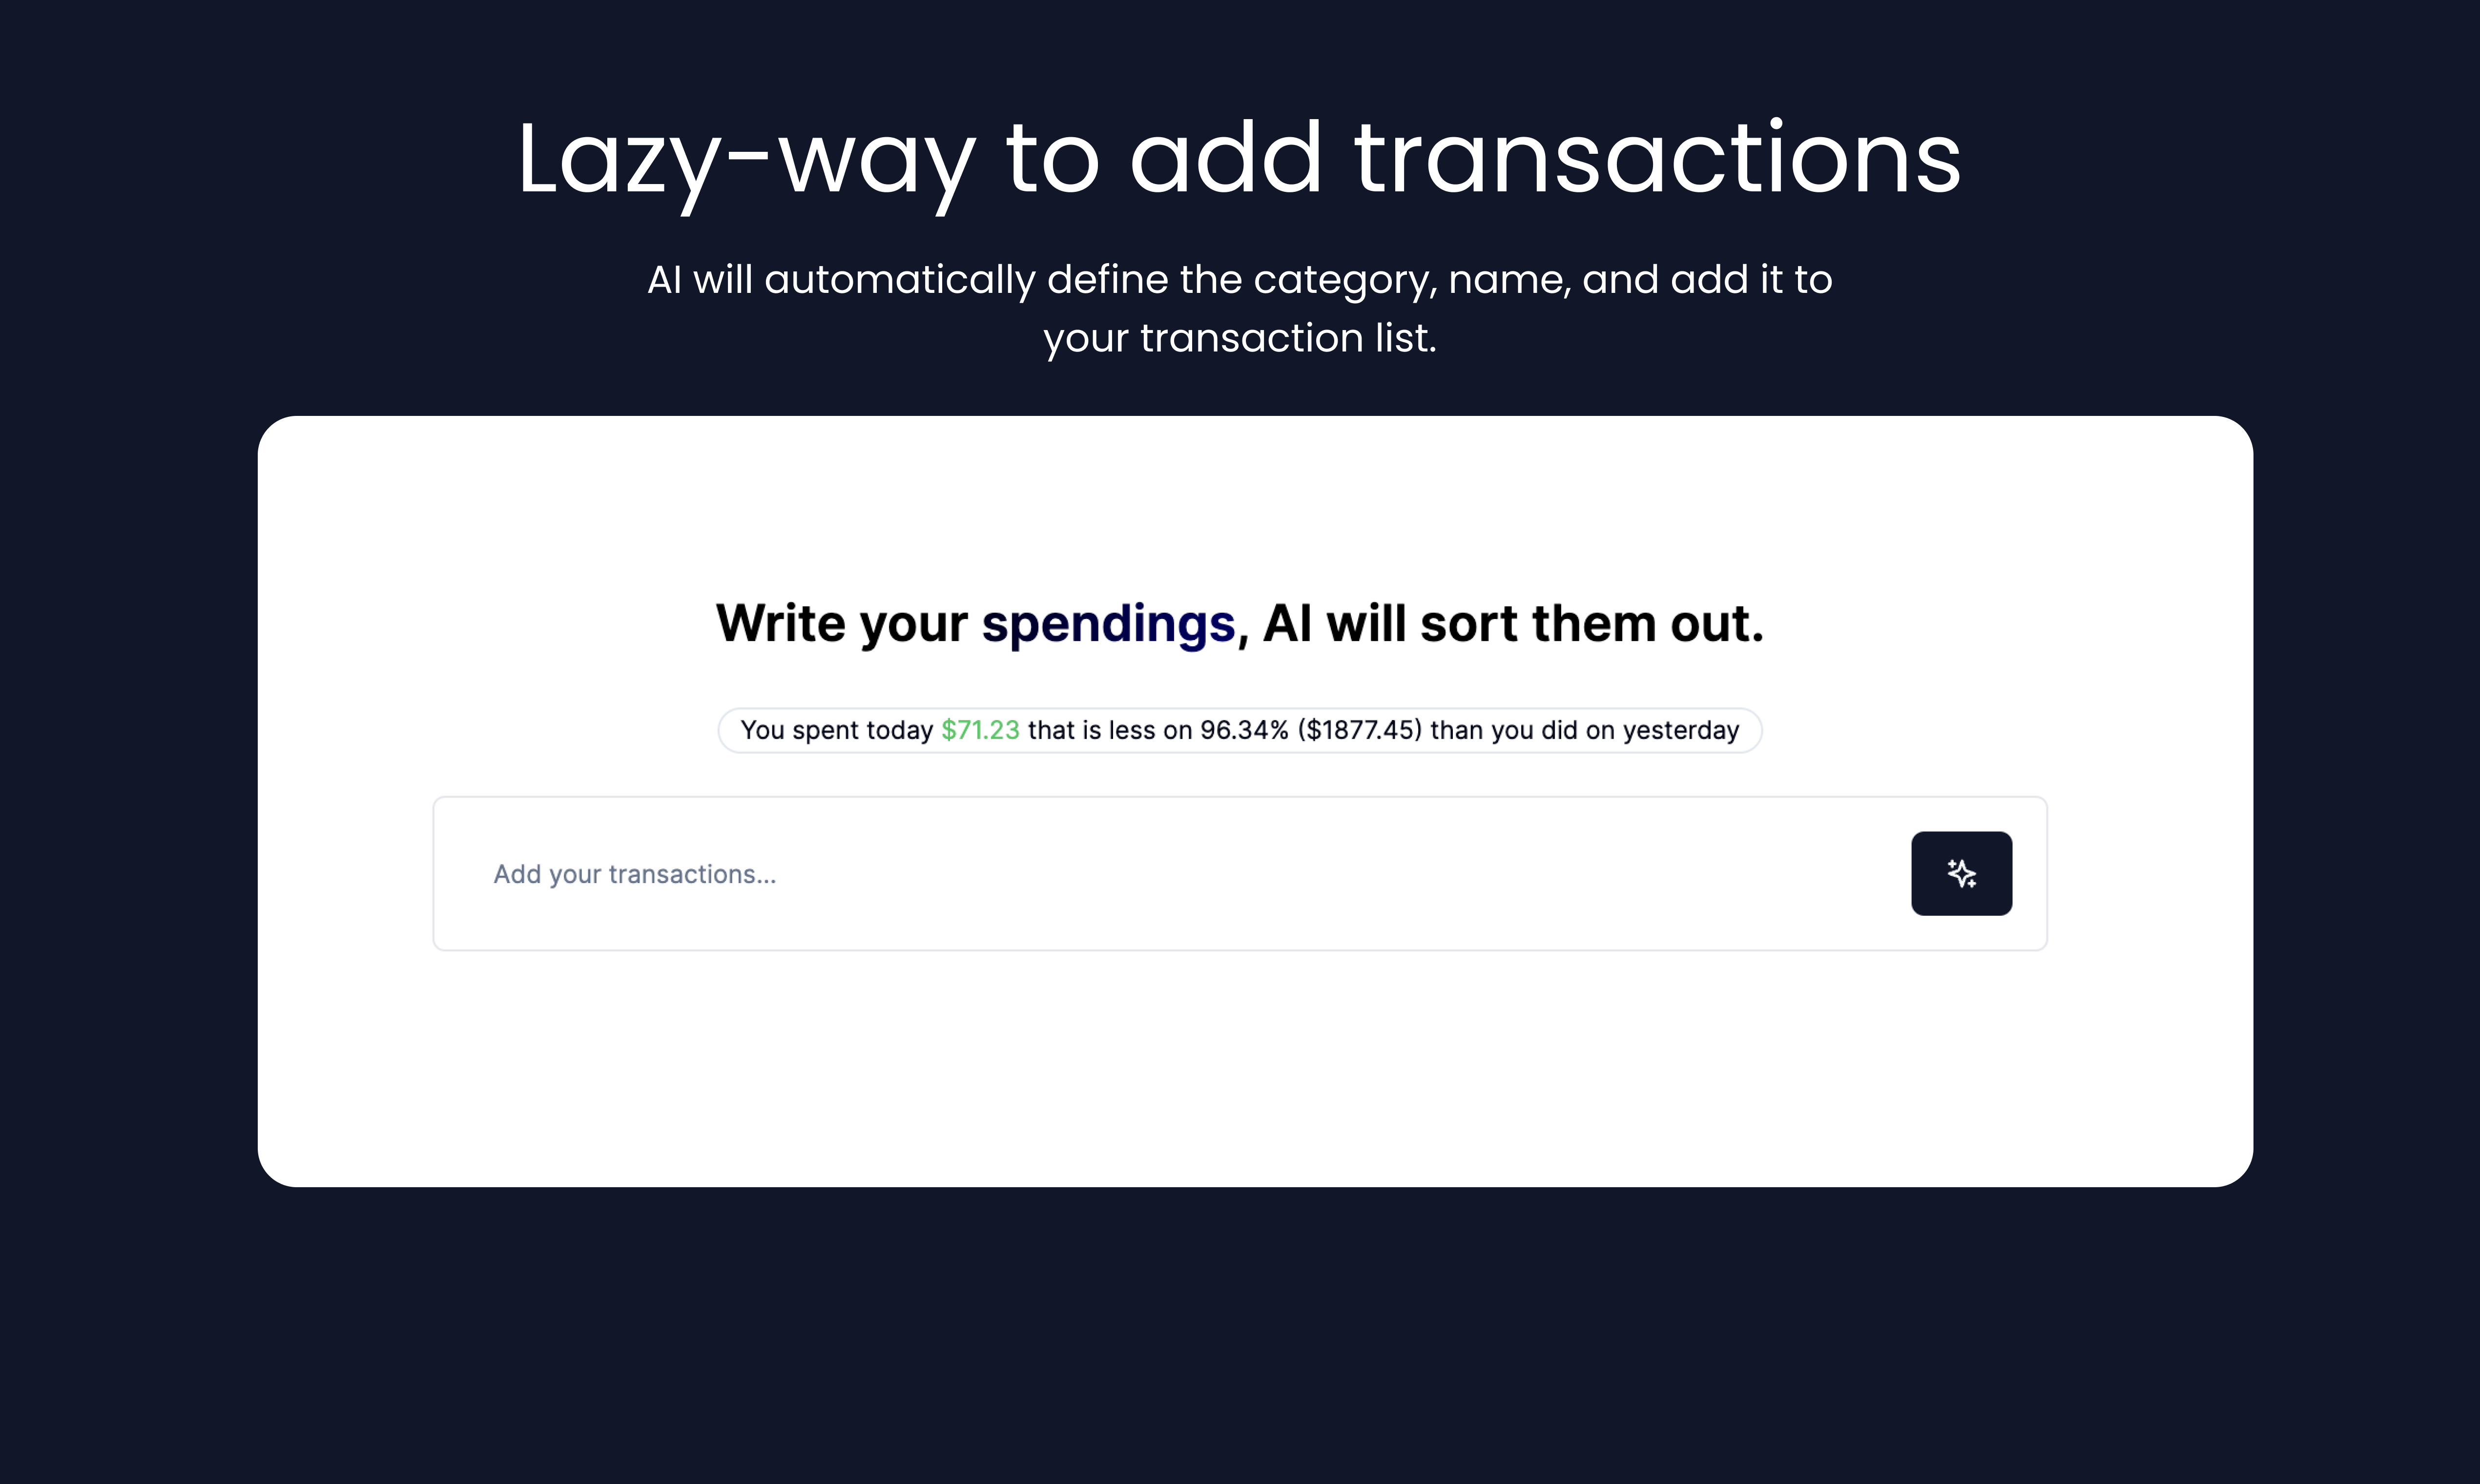 Lazy-way to add transactions
AI will automatically define the category, name, and add it to
your transaction list.
Write your spendings, AI will sort them out.
You spent today $71.23 that is less on 96.34% ($1877.45) than you did on yesterday
Add your transactions...